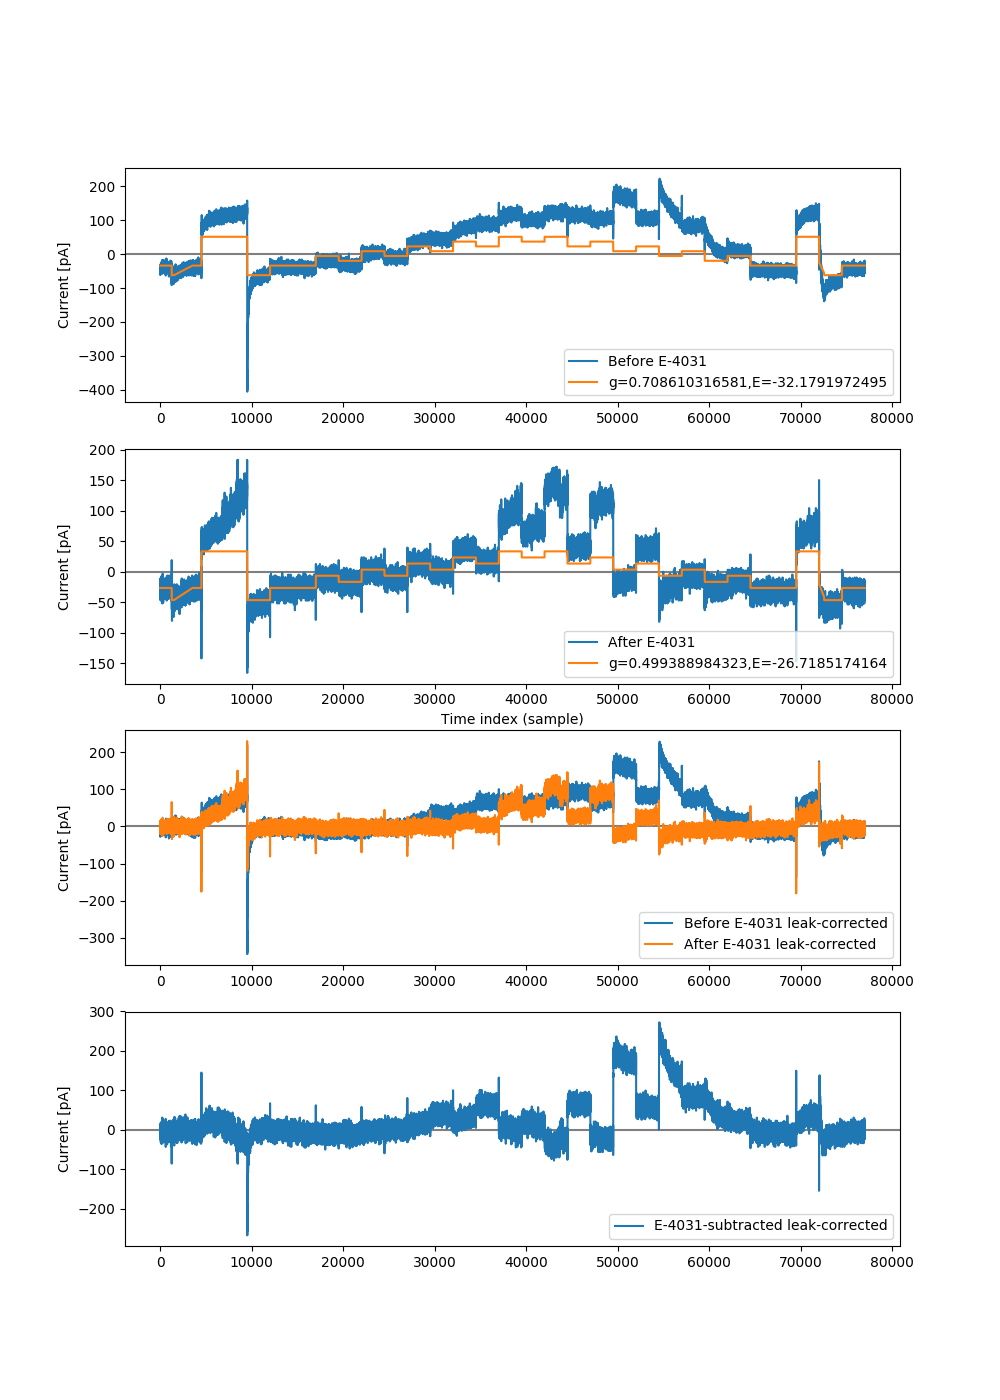 200
100
0
−100
−200
−300
−400
Current [pA]
Before E-4031
g=0.708610316581,E=-32.1791972495
0 10000 20000 30000 40000 50000 60000 70000 80000
200
150
100
50
0
−50
−100
−150
Current [pA]
After E-4031
g=0.499388984323,E=-26.7185174164
0 10000 20000 30000 40000 50000 60000 70000 80000
Time index (sample)
200
100
0
−100
−200
−300
Current [pA]
Before E-4031 leak-corrected
After E-4031 leak-corrected
0 10000 20000 30000 40000 50000 60000 70000 80000
300
200
100
0
−100
−200
Current [pA]
E-4031-subtracted leak-corrected
0 10000 20000 30000 40000 50000 60000 70000 80000